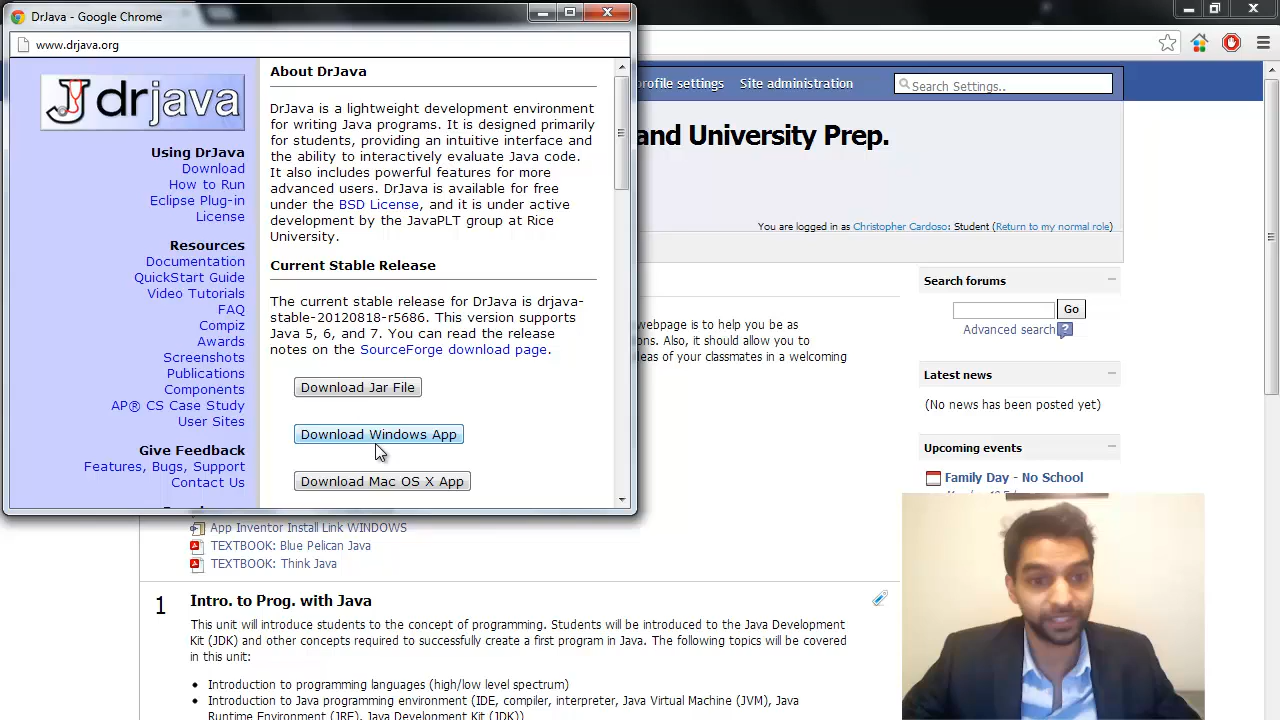 DrJava - Google Chrome
www.drjava.org
drjava
Using DrJava
Download
How to Run
Eclipse Plug-in
License
Resources
Documentation
QuickStart Guide
Video Tutorials
FAQ
Compiz
Awards
Screenshots
Publications
Components
AP® CS Case Study
User Sites
Give Feedback
Features, Bugs, Support
Contact Us
About DrJava
DrJava is a lightweight development environment
for writing Java programs. It is designed primarily
for students, providing an intuitive interface and
the ability to interactively evaluate Java code.
It also includes powerful features for more
advanced users. DrJava is available for free
under the BSD License, and it is under active
development by the JavaPLT group at Rice
University.
Current Stable Release
The current stable release for DrJava is drjava-
stable-20120818-r5686. This version supports
Java 5, 6, and 7. You can read the release
notes on the SourceForge download page.
Download Jar File
Download Windows App
Download Mac OS X App
profile settings Site administration
Search Settings..
and University Prep.
You are logged in as Christopher Cardoso: Student (Return to my normal role)
webpage is to help you be as
ons. Also, it should allow you to
deas of your classmates in a welcoming
Search forums
Go
Advanced search ?
Latest news
(No news has been posted yet)
Upcoming events
Family Day - No School
App Inventor Install Link WINDOWS
TEXTBOOK: Blue Pelican Java
TEXTBOOK: Think Java
1 Intro. to Prog. with Java
This unit will introduce students to the concept of programming. Students will be introduced to the Java Development
Kit (JDK) and other concepts required to successfully create a first program in Java. The following topics will be covered
in this unit:
• Introduction to programming languages (high/low level spectrum)
• Introduction to Java programming environment (IDE, compiler, interpreter, Java Virtual Machine (JVM), Java
Runtime Environment (JRE), Java Development Kit (JDK))